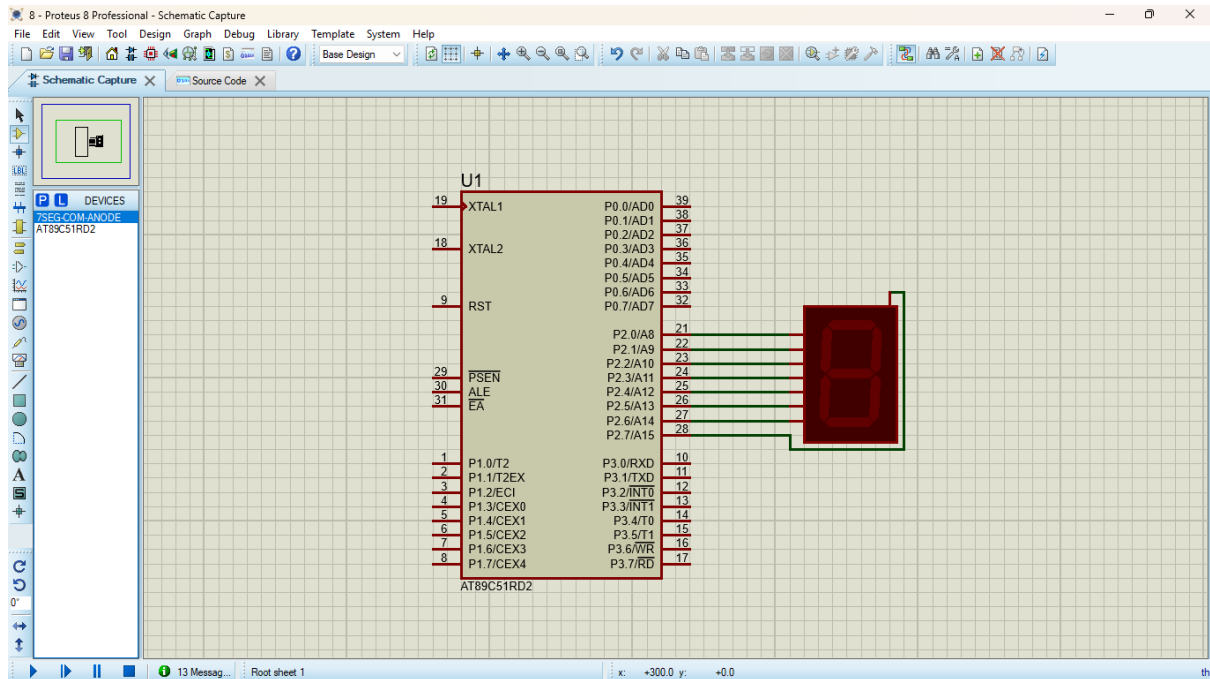 8 - Proteus 8 Professional - Schematic Capture
File Edit View Tool Design Graph Debug Library Template System Help
Base Design
Schematic Capture
Source Code
P L DEVICES
7SEG-COM-ANODE
AT89C51RD2
LBL
A
S
0°
U1
19 XTAL1
18 XTAL2
9 RST
29 PSEN
30 ALE
31 EA
1 P1.0/T2
2 P1.1/T2EX
3 P1.2/ECI
4 P1.3/CEX0
5 P1.4/CEX1
6 P1.5/CEX2
7 P1.6/CEX3
8 P1.7/CEX4
P0.0/AD0 39
P0.1/AD1 38
P0.2/AD2 37
P0.3/AD3 36
P0.4/AD4 35
P0.5/AD5 34
P0.6/AD6 33
P0.7/AD7 32
P2.0/A8 21
P2.1/A9 22
P2.2/A10 23
P2.3/A11 24
P2.4/A12 25
P2.5/A13 26
P2.6/A14 27
P2.7/A15 28
P3.0/RXD 10
P3.1/TXD 11
P3.2/INT0 12
P3.3/INT1 13
P3.4/T0 14
P3.5/T1 15
P3.6/WR 16
P3.7/RD 17
AT89C51RD2
13 Messag...
Root sheet 1
x: +300.0 y: +0.0
th